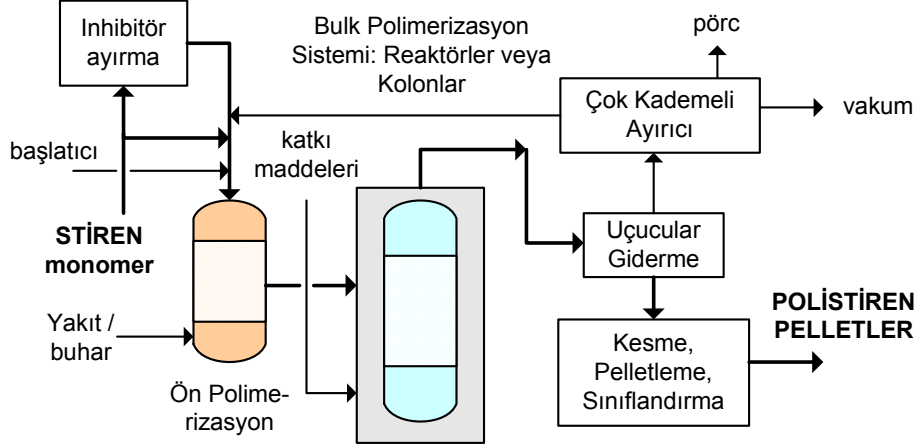 Inhibitör
ayırma
Bulk Polimerizasyon
Sistemi: Reaktörler veya
Kolonlar
pörc
Çok Kademeli
Ayırıcı
vakum
başlatıcı
katkı
maddeleri
STİREN
monomer
Uçucular
Giderme
Yakıt /
buhar
POLİSTİREN
PELLETLER
Kesme,
Pelletleme,
Sınıflandırma
Ön Polime-
rizasyon